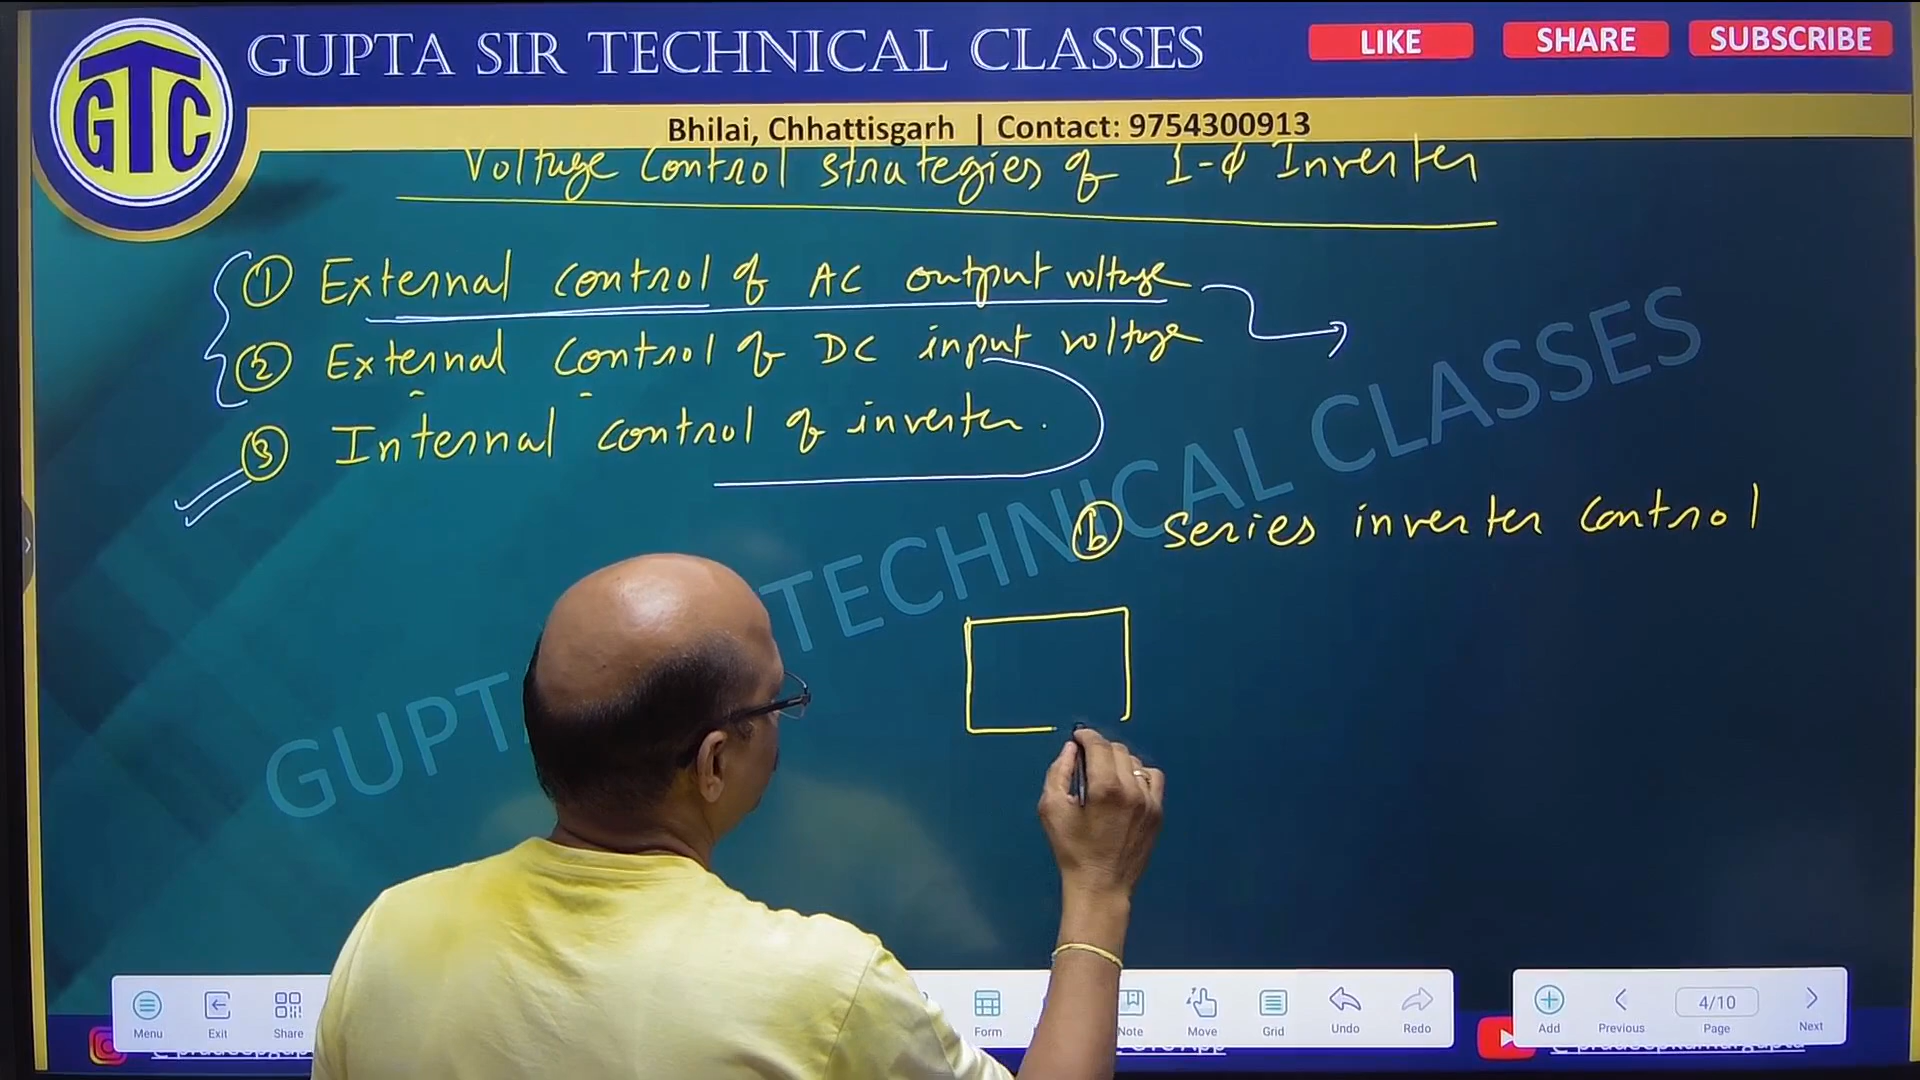 GTC
GUPTA SIR TECHNICAL CLASSES
LIKE
SHARE
SUBSCRIBE
Bhilai, Chhattisgarh | Contact: 9754300913
Voltage Control strategies of 1-ϕ Inverter
① External control of AC output voltage
② External Control of DC input voltage
③ Internal control of inverter.
ⓑ Series inverter Control
GUPTA TECHNICAL CLASSES
Menu
Exit
Share
Form
Note
Move
Grid
Undo
Redo
Add
Previous
4/10
Page
Next